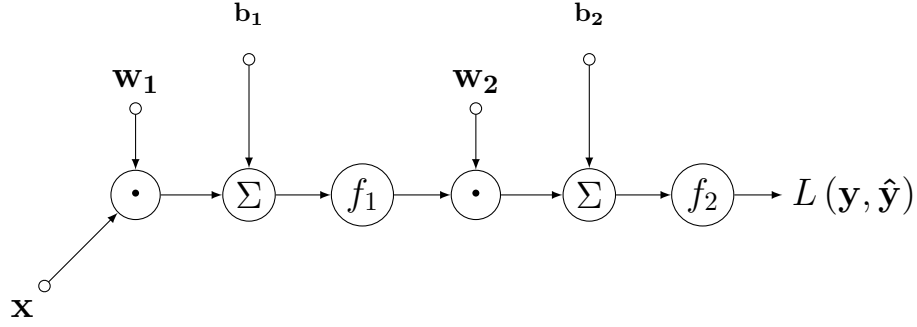 b₁
b₂
w₁
w₂
·
Σ
f₁
·
Σ
f₂
L (y, ŷ)
x